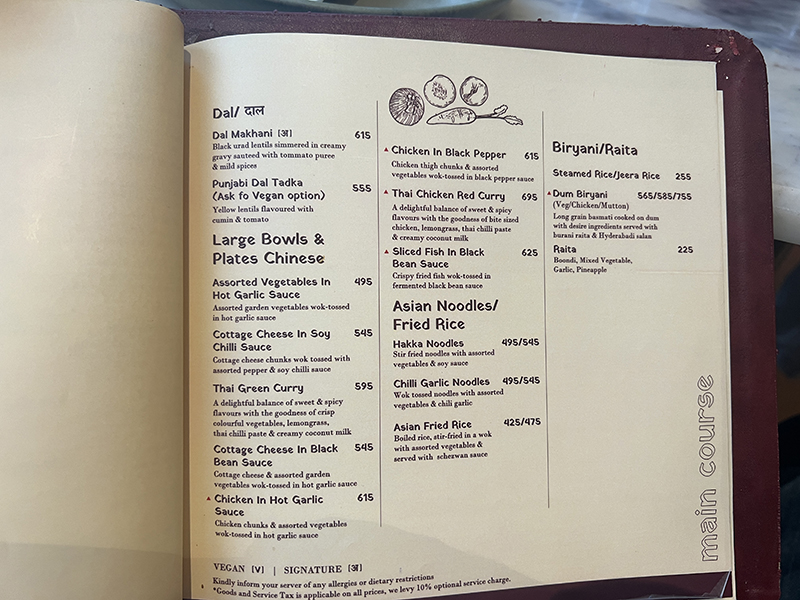 Dal/ दाल
Dal Makhani [अ] 615
Black urad lentils simmered in creamy
gravy sauteed with tommato puree
& mild spices
Punjabi Dal Tadka
(Ask fo Vegan option) 555
Yellow lentils flavoured with
cumin & tomato
Large Bowls &
Plates Chinese
Assorted Vegetables In 495
Hot Garlic Sauce
Assorted garden vegetables wok-tossed
in hot garlic sauce
Cottage Cheese In Soy 545
Chilli Sauce
Cottage cheese chunks wok tossed with
assorted pepper & soy chilli sauce
Thai Green Curry 595
A delightful balance of sweet & spicy
flavours with the goodness of crisp
colourful vegetables, lemongrass,
thai chilli paste & creamy coconut milk
Cottage Cheese In Black 545
Bean Sauce
Cottage cheese & assorted garden
vegetables wok-tossed in hot garlic sauce
Chicken In Hot Garlic 615
Sauce
Chicken chunks & assorted vegetables
wok-tossed in hot garlic sauce
Chicken In Black Pepper 615
Chicken thigh chunks & assorted
vegetables wok-tossed in black pepper sauce
Thai Chicken Red Curry 695
A delightful balance of sweet & spicy
flavours with the goodness of bite sized
chicken, lemongrass, thai chilli paste
& creamy coconut milk
Sliced Fish In Black 625
Bean Sauce
Crispy fried fish wok-tossed in
fermented black bean sauce
Asian Noodles/
Fried Rice
Hakka Noodles 495/545
Stir fried noodles with assorted
vegetables & soy sauce
Chilli Garlic Noodles 495/545
Wok tossed noodles with assorted
vegetables & chili garlic
Asian Fried Rice 425/475
Boiled rice, stir-fried in a wok
with assorted vegetables &
served with schezwan sauce
Biryani/Raita
Steamed Rice/Jeera Rice 255
Dum Biryani 565/585/755
(Veg/Chicken/Mutton)
Long grain basmati cooked on dum
with desire ingredients served with
burani raita & Hyderabadi salan
Raita 225
Boondi, Mixed Vegetable,
Garlic, Pineapple
main course
VEGAN [V] | SIGNATURE [अ]
Kindly inform your server of any allergies or dietary restrictions
*Goods and Service Tax is applicable on all prices, we levy 10% optional service charge.